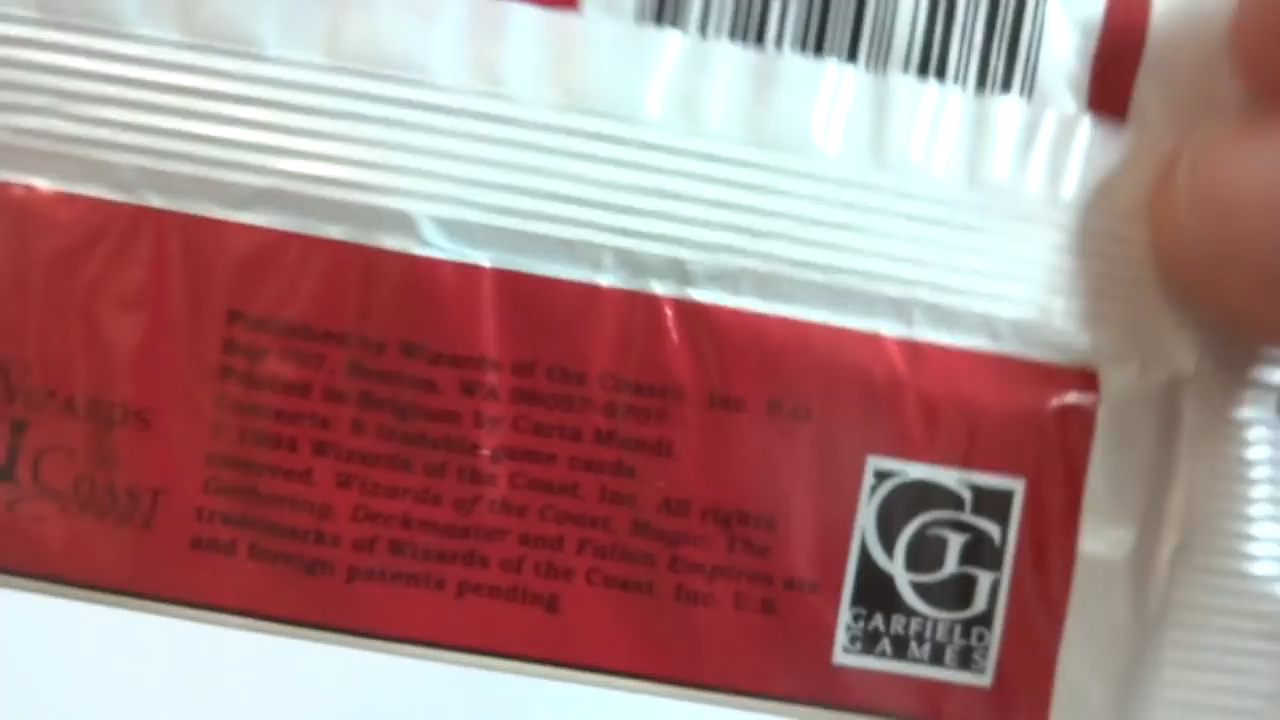 Published by Wizards of the Coast, Inc. P.O.
Box 707, Renton, WA 98057-0707
Printed in Belgium by Carta Mundi
Contents: 8 tradable game cards
© 1994 Wizards of the Coast, Inc. All rights
reserved. Wizards of the Coast, Magic: The
Gathering, Deckmaster and Fallen Empires are
trademarks of Wizards of the Coast, Inc. U.S.
and foreign patents pending.
Wizards
Coast
GG
GARFIELD
GAMES